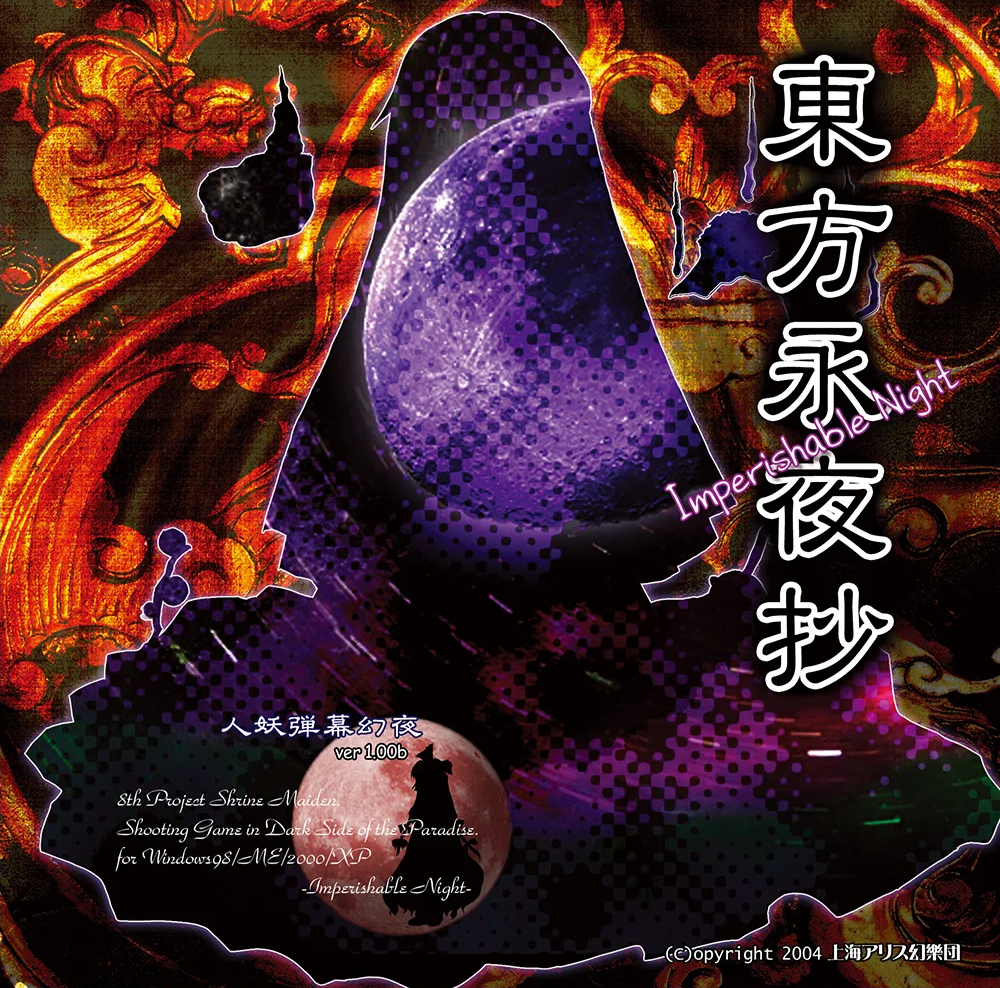 東方永夜抄
Imperishable Night
人妖弾幕幻夜
ver 1.00b
8th Project Shrine Maiden.
Shooting Game in Dark Side of the Paradise.
for Windows98/ME/2000/XP
-Imperishable Night-
(c)opyright 2004 上海アリス幻樂団